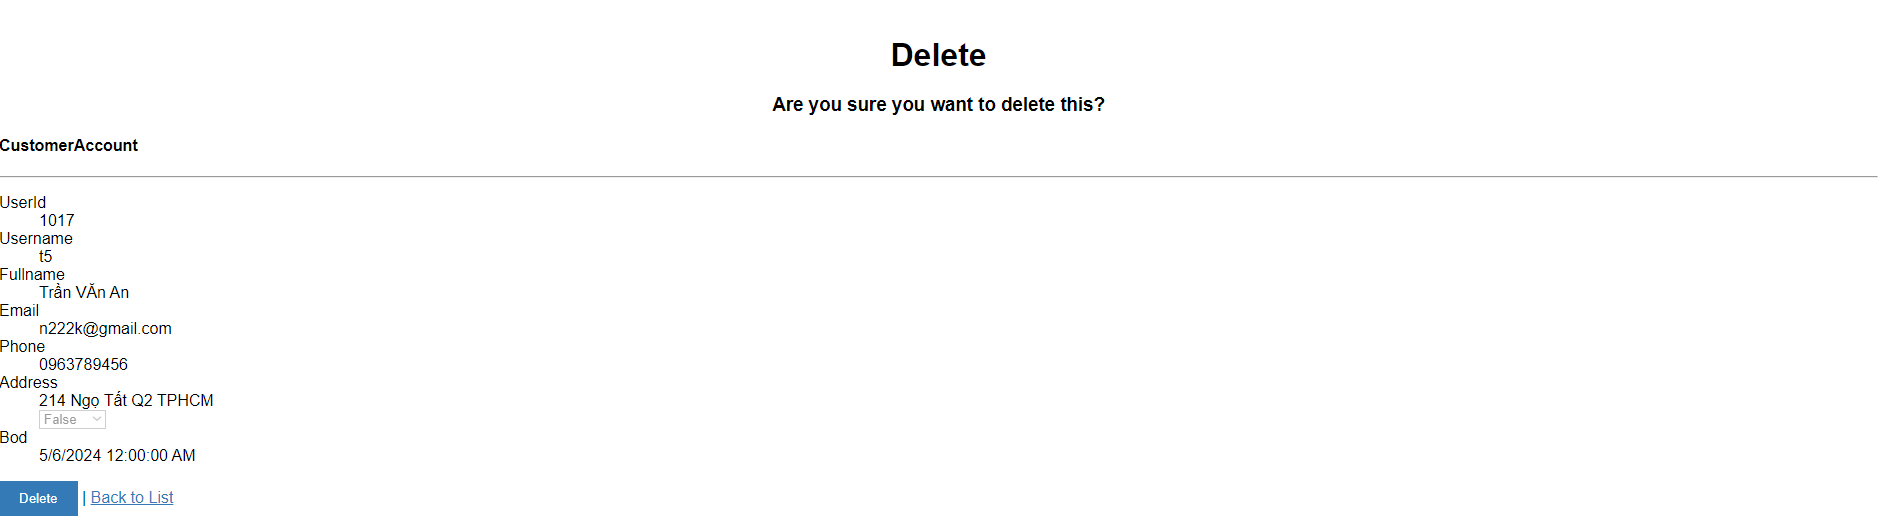 Delete
Are you sure you want to delete this?
CustomerAccount
UserId
1017
Username
t5
Fullname
Trần VĂn An
Email
n222k@gmail.com
Phone
0963789456
Address
214 Ngọ Tất Q2 TPHCM
False
Bod
5/6/2024 12:00:00 AM
Delete | Back to List